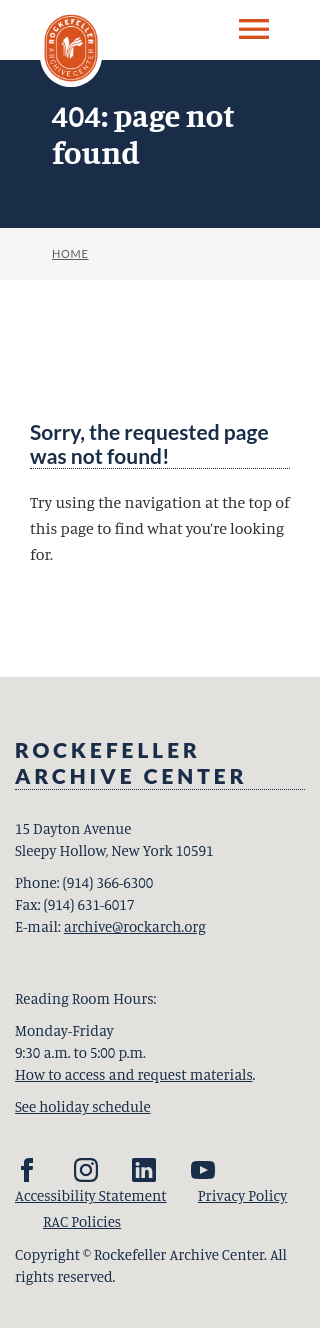 ROCKEFELLER
ARCHIVE CENTER
404: page not
found
HOME
Sorry, the requested page
was not found!
Try using the navigation at the top of
this page to find what you're looking
for.
ROCKEFELLER
ARCHIVE CENTER
15 Dayton Avenue
Sleepy Hollow, New York 10591
Phone: (914) 366-6300
Fax: (914) 631-6017
E-mail: archive@rockarch.org
Reading Room Hours:
Monday-Friday
9:30 a.m. to 5:00 p.m.
How to access and request materials.
See holiday schedule
Accessibility Statement Privacy Policy
RAC Policies
Copyright © Rockefeller Archive Center. All
rights reserved.